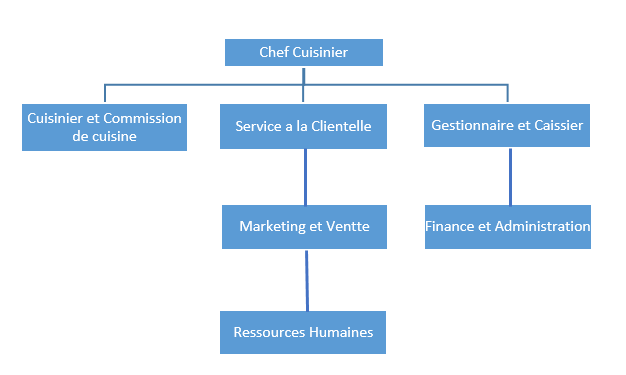 Chef Cuisinier
Cuisinier et Commission
de cuisine
Service a la Clientelle
Gestionnaire et Caissier
Marketing et Ventte
Finance et Administration
Ressources Humaines